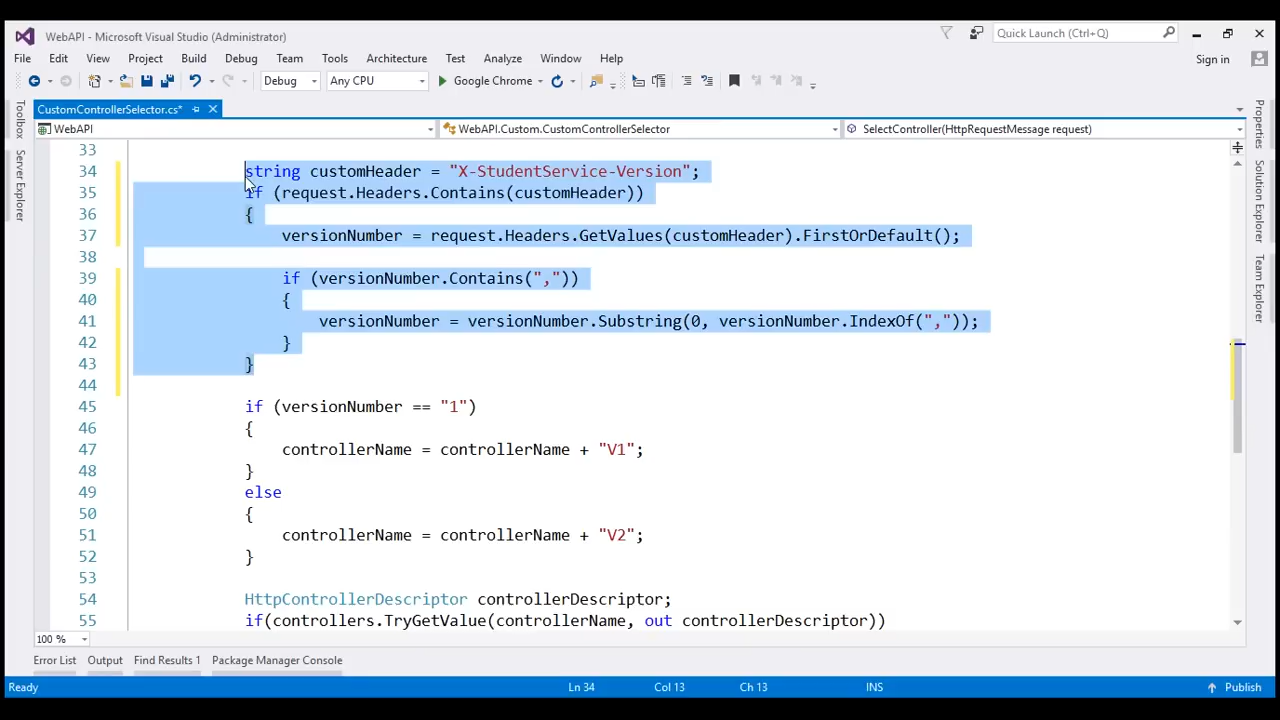 WebAPI - Microsoft Visual Studio (Administrator)
Quick Launch (Ctrl+Q)
File Edit View Project Build Debug Team Tools Architecture Test Analyze Window Help
Sign in
Debug Any CPU Google Chrome
CustomControllerSelector.cs*
WebAPI WebAPI.Custom.CustomControllerSelector SelectController(HttpRequestMessage request)
Toolbox
Server Explorer
33
34 string customHeader = "X-StudentService-Version";
35 if (request.Headers.Contains(customHeader))
36 {
37 versionNumber = request.Headers.GetValues(customHeader).FirstOrDefault();
38
39 if (versionNumber.Contains(","))
40 {
41 versionNumber = versionNumber.Substring(0, versionNumber.IndexOf(","));
42 }
43 }
44
45 if (versionNumber == "1")
46 {
47 controllerName = controllerName + "V1";
48 }
49 else
50 {
51 controllerName = controllerName + "V2";
52 }
53
54 HttpControllerDescriptor controllerDescriptor;
55 if(controllers.TryGetValue(controllerName, out controllerDescriptor))
Properties
Solution Explorer
Team Explorer
100 %
Error List Output Find Results 1 Package Manager Console
Ready Ln 34 Col 13 Ch 13 INS Publish